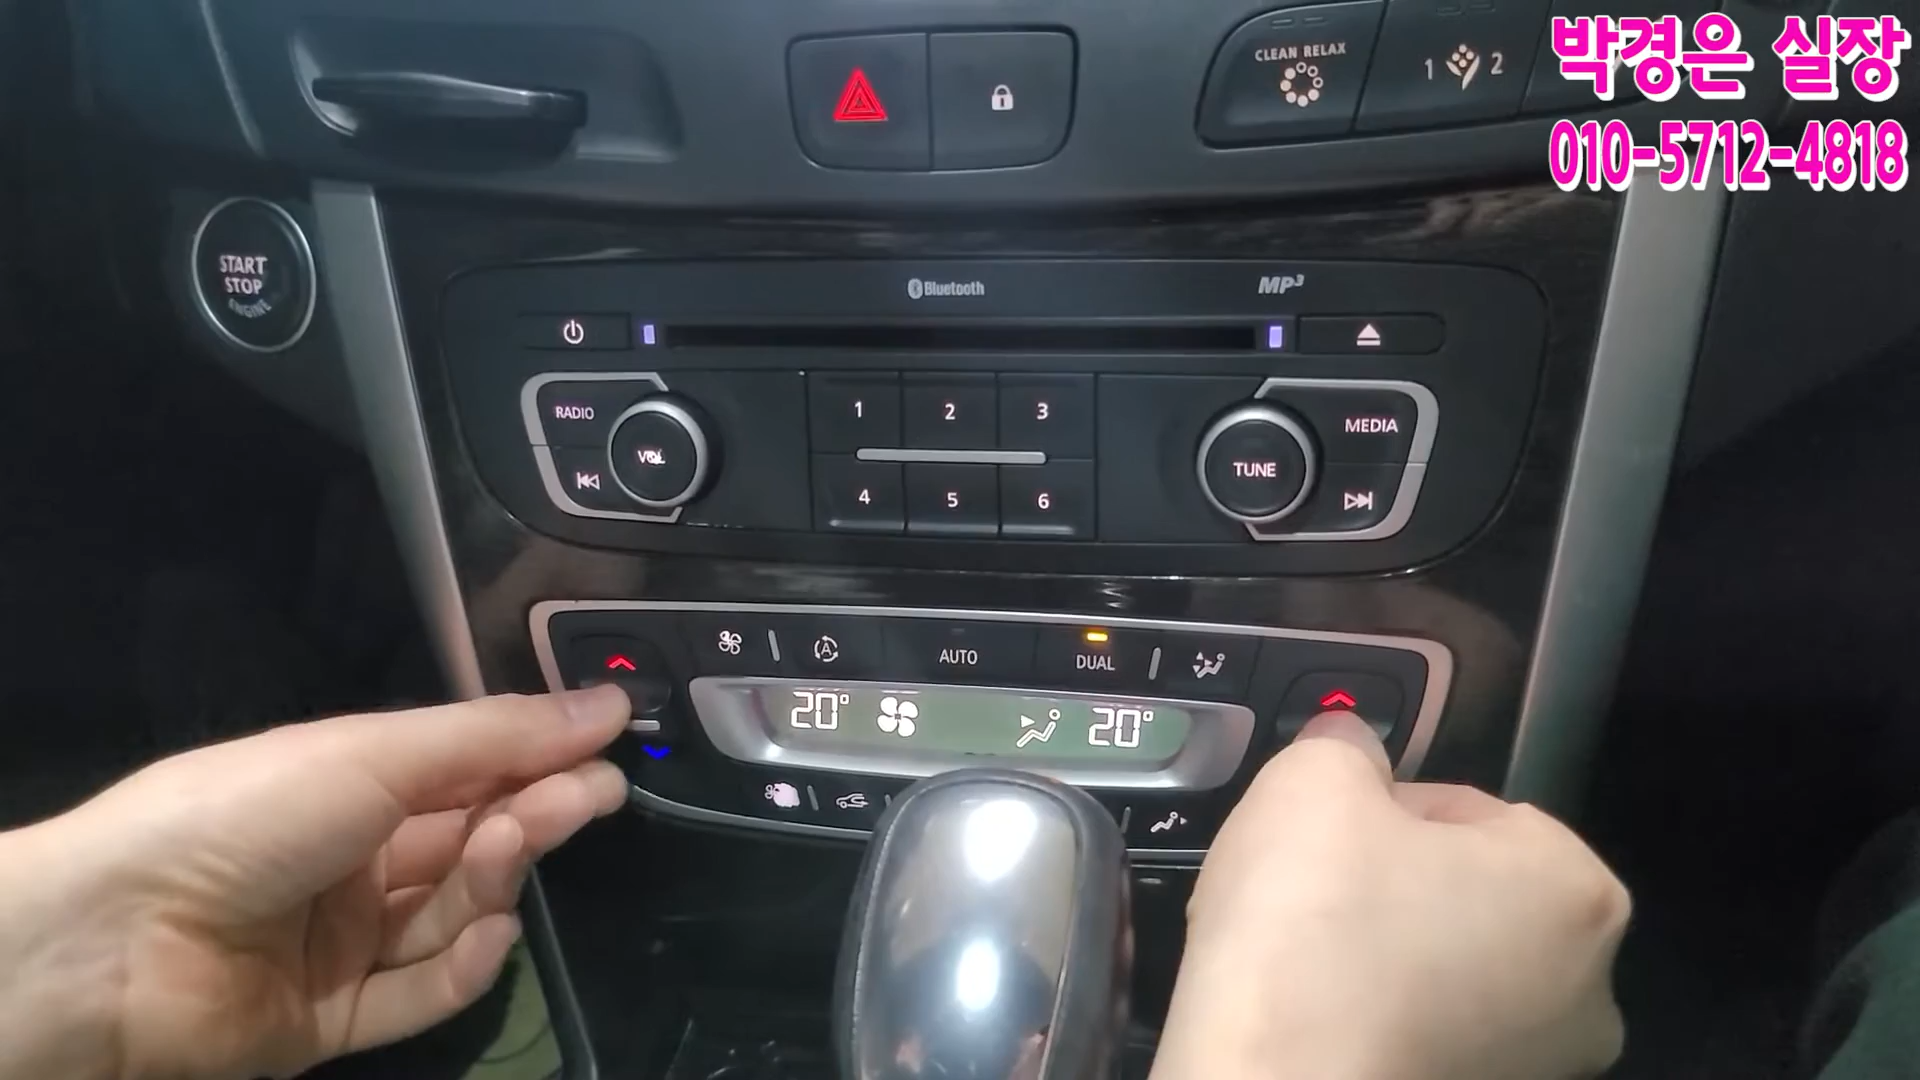 박경은 실장
010-5712-4818
CLEAN RELAX
1 2
START
STOP
ENGINE
Bluetooth
MP3
RADIO
VOL
1 2 3
4 5 6
TUNE
MEDIA
A
AUTO
DUAL
20° 20°